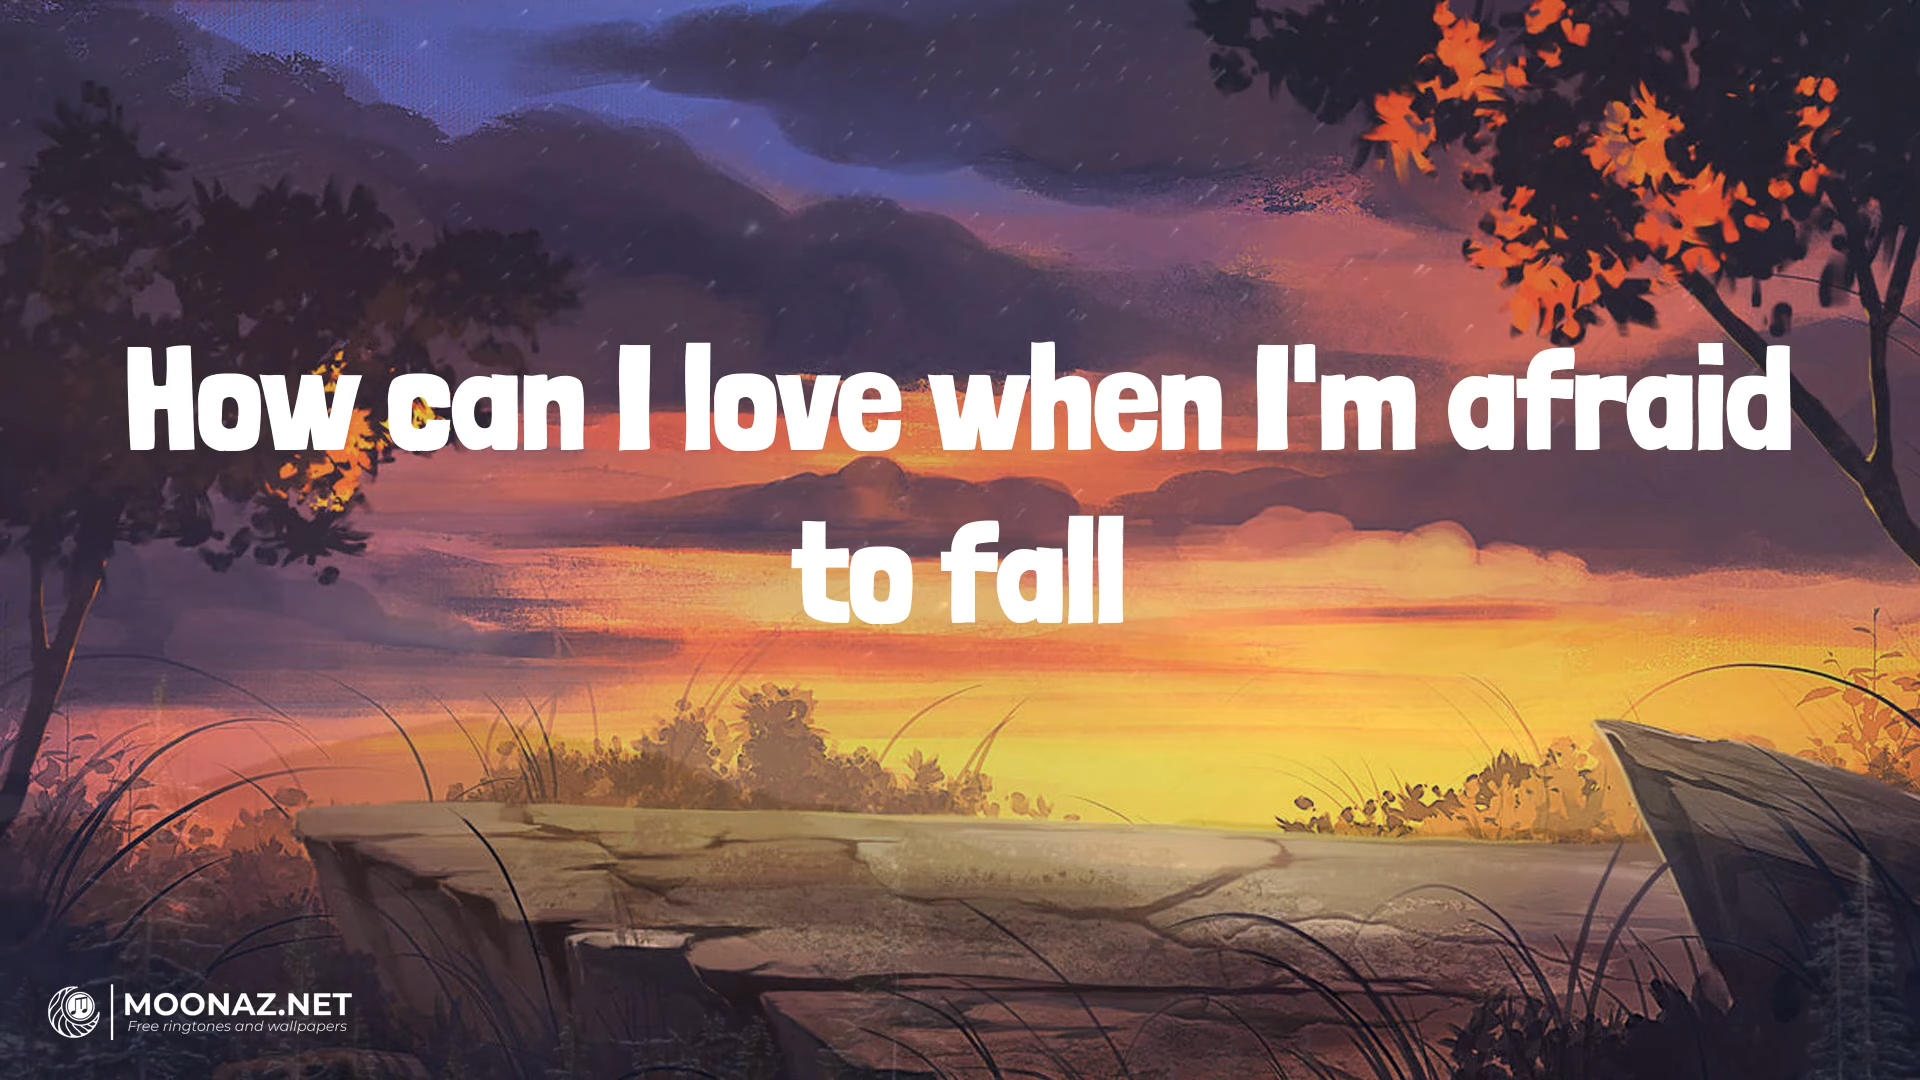 How can I love when I'm afraid
to fall
MOONAZ.NET
Free ringtones and wallpapers